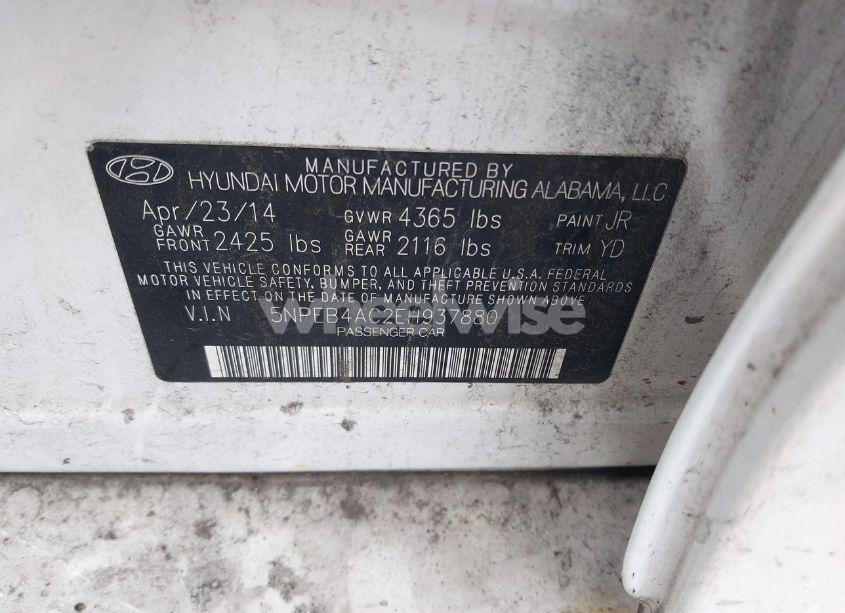 MANUFACTURED BY
HYUNDAI MOTOR MANUFACTURING ALABAMA, LLC
Apr/23/14 GVWR 4365 lbs PAINT JR
GAWR FRONT 2425 lbs GAWR REAR 2116 lbs TRIM YD
THIS VEHICLE CONFORMS TO ALL APPLICABLE U.S.A. FEDERAL
MOTOR VEHICLE SAFETY, BUMPER, AND THEFT PREVENTION STANDARDS
IN EFFECT ON THE DATE OF MANUFACTURE SHOWN ABOVE.
V.I.N 5NPEB4AC2EH937880
wheelwise
PASSENGER CAR